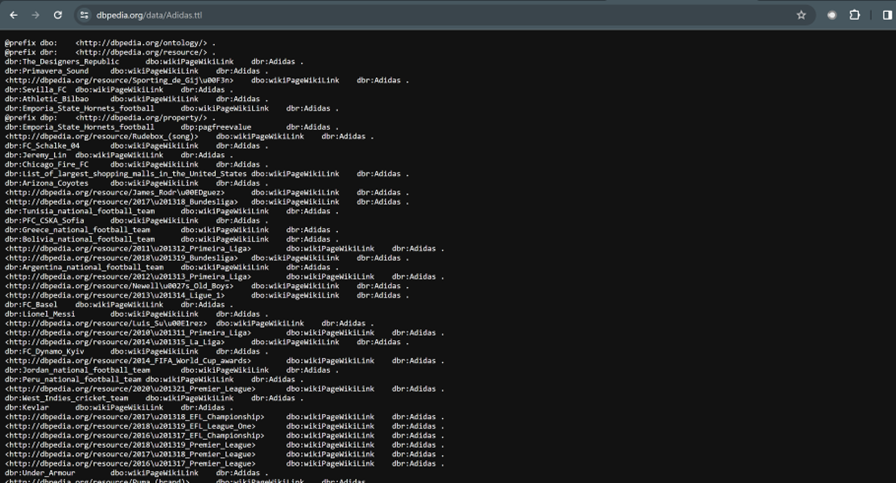 dbpedia.org/data/Adidas.ttl
@prefix dbo: <http://dbpedia.org/ontology/> .
@prefix dbr: <http://dbpedia.org/resource/> .
dbr:The_Designers_Republic dbo:wikiPageWikiLink dbr:Adidas .
dbr:Primavera_Sound dbo:wikiPageWikiLink dbr:Adidas .
<http://dbpedia.org/resource/Sporting_de_Gij\u00F3n> dbo:wikiPageWikiLink dbr:Adidas .
dbr:Sevilla_FC dbo:wikiPageWikiLink dbr:Adidas .
dbr:Athletic_Bilbao dbo:wikiPageWikiLink dbr:Adidas .
dbr:Emporia_State_Hornets_football dbo:wikiPageWikiLink dbr:Adidas .
@prefix dbp: <http://dbpedia.org/property/> .
dbr:Emporia_State_Hornets_football dbp:pagfreevalue dbr:Adidas .
<http://dbpedia.org/resource/Rudebox_(song)> dbo:wikiPageWikiLink dbr:Adidas .
dbr:FC_Schalke_04 dbo:wikiPageWikiLink dbr:Adidas .
dbr:Jeremy_Lin dbo:wikiPageWikiLink dbr:Adidas .
dbr:Chicago_Fire_FC dbo:wikiPageWikiLink dbr:Adidas .
dbr:List_of_largest_shopping_malls_in_the_United_States dbo:wikiPageWikiLink dbr:Adidas .
dbr:Arizona_Coyotes dbo:wikiPageWikiLink dbr:Adidas .
<http://dbpedia.org/resource/James_Rodr\u00EDguez> dbo:wikiPageWikiLink dbr:Adidas .
<http://dbpedia.org/resource/2017\u201318_Bundesliga> dbo:wikiPageWikiLink dbr:Adidas .
dbr:Tunisia_national_football_team dbo:wikiPageWikiLink dbr:Adidas .
dbr:PFC_CSKA_Sofia dbo:wikiPageWikiLink dbr:Adidas .
dbr:Greece_national_football_team dbo:wikiPageWikiLink dbr:Adidas .
dbr:Bolivia_national_football_team dbo:wikiPageWikiLink dbr:Adidas .
<http://dbpedia.org/resource/2011\u201312_Primeira_Liga> dbo:wikiPageWikiLink dbr:Adidas .
<http://dbpedia.org/resource/2018\u201319_Bundesliga> dbo:wikiPageWikiLink dbr:Adidas .
dbr:Argentina_national_football_team dbo:wikiPageWikiLink dbr:Adidas .
<http://dbpedia.org/resource/2012\u201313_Primeira_Liga> dbo:wikiPageWikiLink dbr:Adidas .
<http://dbpedia.org/resource/Newell\u0027s_Old_Boys> dbo:wikiPageWikiLink dbr:Adidas .
<http://dbpedia.org/resource/2013\u201314_Ligue_1> dbo:wikiPageWikiLink dbr:Adidas .
dbr:FC_Basel dbo:wikiPageWikiLink dbr:Adidas .
dbr:Lionel_Messi dbo:wikiPageWikiLink dbr:Adidas .
<http://dbpedia.org/resource/Luis_Su\u00E1rez> dbo:wikiPageWikiLink dbr:Adidas .
<http://dbpedia.org/resource/2010\u201311_Primeira_Liga> dbo:wikiPageWikiLink dbr:Adidas .
<http://dbpedia.org/resource/2014\u201315_La_Liga> dbo:wikiPageWikiLink dbr:Adidas .
dbr:FC_Dynamo_Kyiv dbo:wikiPageWikiLink dbr:Adidas .
<http://dbpedia.org/resource/2014_FIFA_World_Cup_awards> dbo:wikiPageWikiLink dbr:Adidas .
dbr:Jordan_national_football_team dbo:wikiPageWikiLink dbr:Adidas .
dbr:Peru_national_football_team dbo:wikiPageWikiLink dbr:Adidas .
<http://dbpedia.org/resource/2020\u201321_Premier_League> dbo:wikiPageWikiLink dbr:Adidas .
dbr:West_Indies_cricket_team dbo:wikiPageWikiLink dbr:Adidas .
dbr:Kevlar dbo:wikiPageWikiLink dbr:Adidas .
<http://dbpedia.org/resource/2017\u201318_EFL_Championship> dbo:wikiPageWikiLink dbr:Adidas .
<http://dbpedia.org/resource/2018\u201319_EFL_League_One> dbo:wikiPageWikiLink dbr:Adidas .
<http://dbpedia.org/resource/2016\u201317_EFL_Championship> dbo:wikiPageWikiLink dbr:Adidas .
<http://dbpedia.org/resource/2018\u201319_Premier_League> dbo:wikiPageWikiLink dbr:Adidas .
<http://dbpedia.org/resource/2017\u201318_Premier_League> dbo:wikiPageWikiLink dbr:Adidas .
<http://dbpedia.org/resource/2016\u201317_Premier_League> dbo:wikiPageWikiLink dbr:Adidas .
dbr:Under_Armour dbo:wikiPageWikiLink dbr:Adidas .
<http://dbpedia.org/resource/Puma_(brand)> dbo:wikiPageWikiLink dbr:Adidas